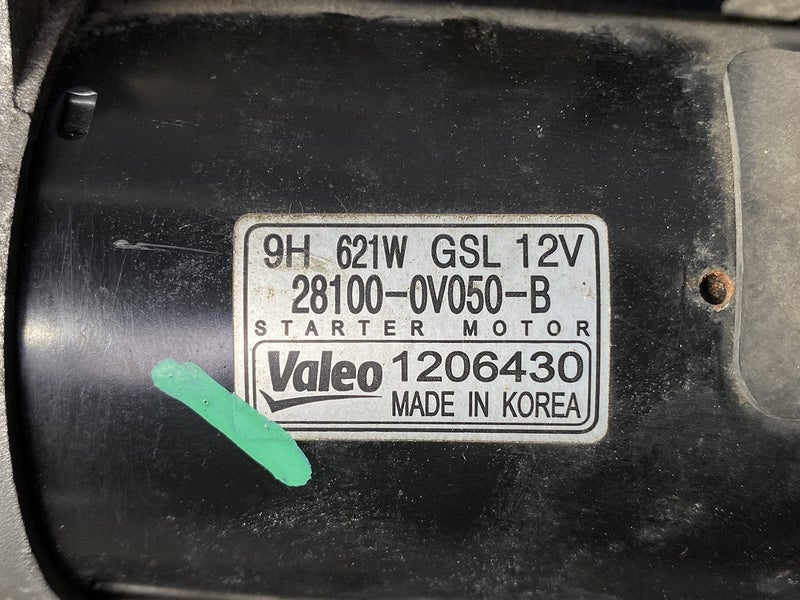 9H 621W GSL 12V
28100-0V050-B
STARTER MOTOR
Valeo 1206430
MADE IN KOREA